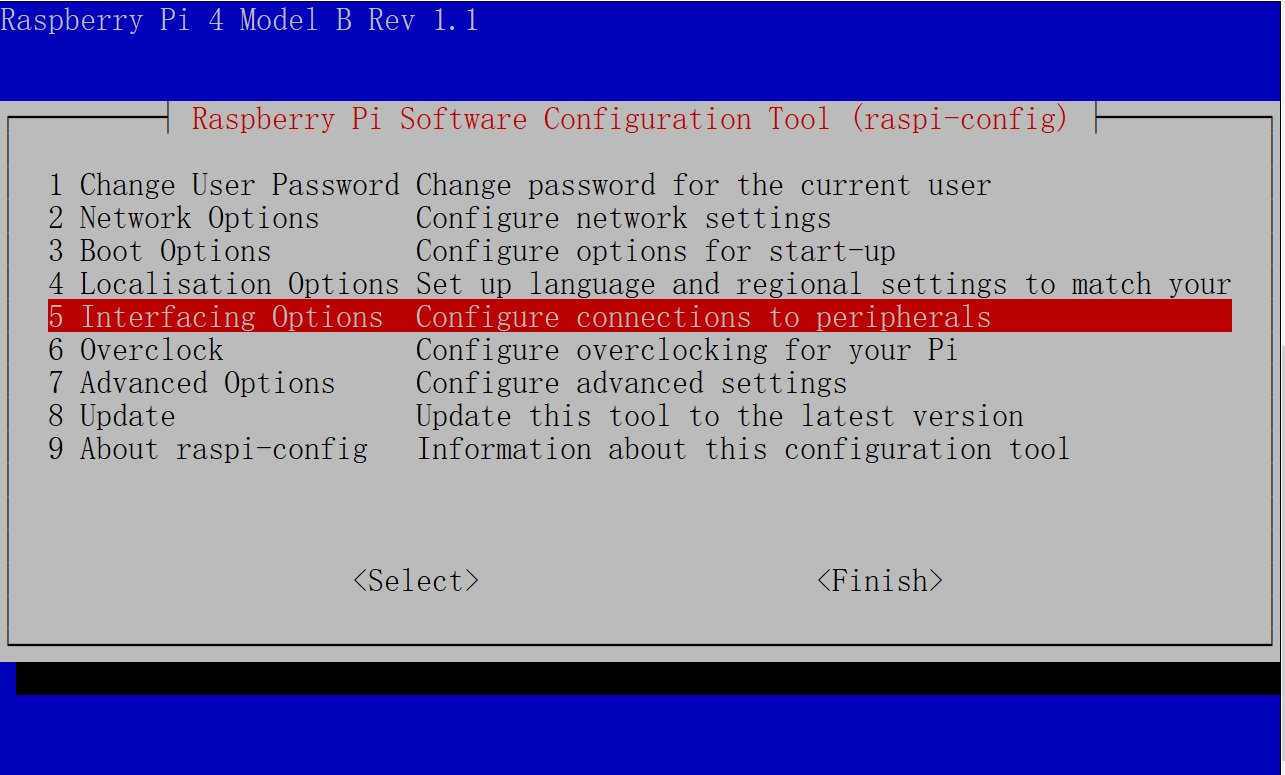 Raspberry Pi 4 Model B Rev 1.1
Raspberry Pi Software Configuration Tool (raspi-config)
1 Change User Password Change password for the current user
2 Network Options Configure network settings
3 Boot Options Configure options for start-up
4 Localisation Options Set up language and regional settings to match your
5 Interfacing Options Configure connections to peripherals
6 Overclock Configure overclocking for your Pi
7 Advanced Options Configure advanced settings
8 Update Update this tool to the latest version
9 About raspi-config Information about this configuration tool
<Select> <Finish>